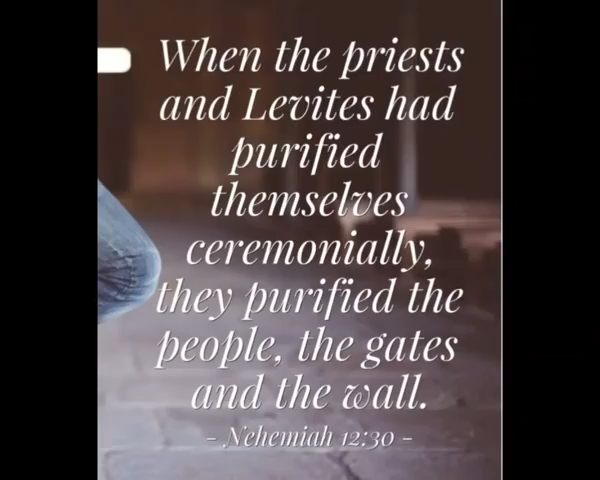 When the priests
and Levites had
purified
themselves
ceremonially,
they purified the
people, the gates
and the wall.
- Nehemiah 12:30 -